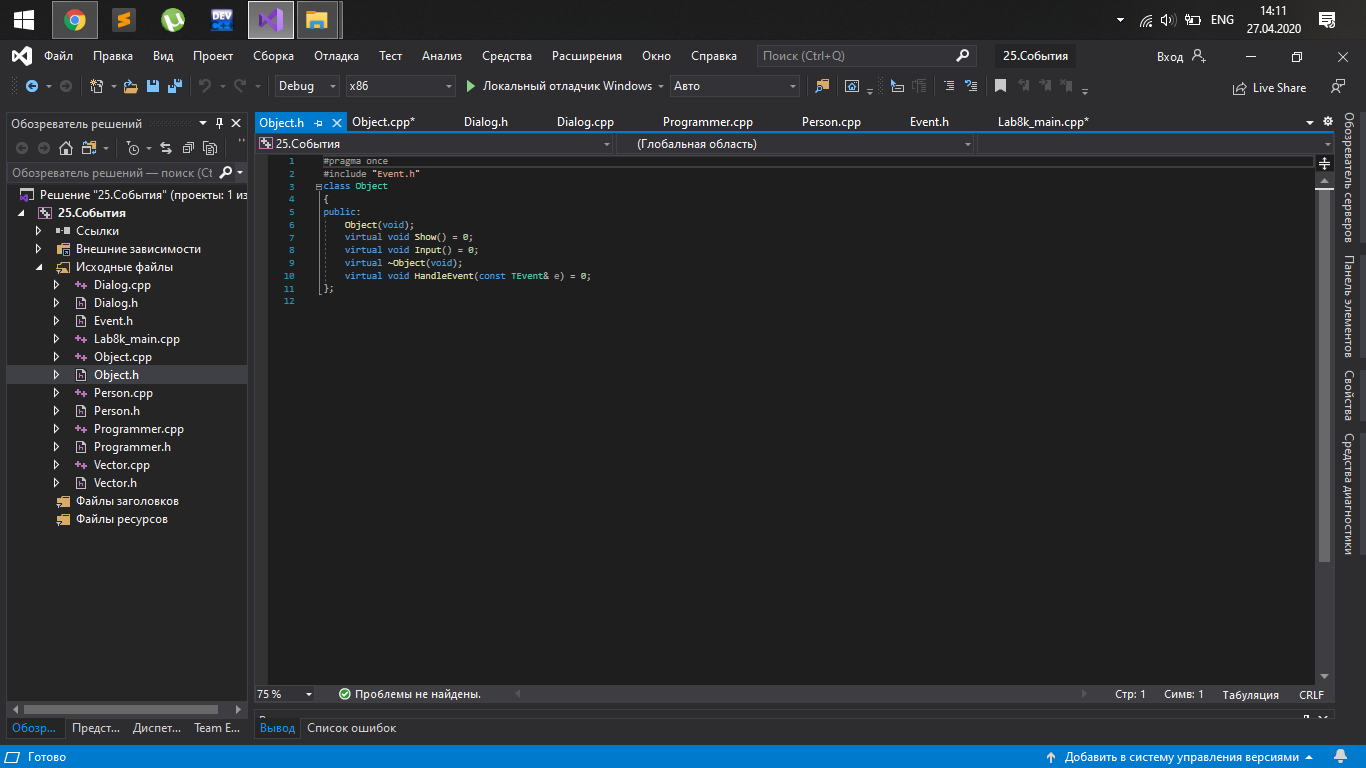 DEV
C++
ENG
14:11
27.04.2020
Файл Правка Вид Проект Сборка Отладка Тест Анализ Средства Расширения Окно Справка Поиск (Ctrl+Q) 25.События Вход
Debug x86 Локальный отладчик Windows Авто Live Share
Обозреватель решений
Object.h Object.cpp* Dialog.h Dialog.cpp Programmer.cpp Person.cpp Event.h Lab8k_main.cpp*
25.События (Глобальная область)
Обозреватель решений — поиск (Ct
Решение "25.События" (проекты: 1 из
25.События
Ссылки
Внешние зависимости
Исходные файлы
Dialog.cpp
Dialog.h
Event.h
Lab8k_main.cpp
Object.cpp
Object.h
Person.cpp
Person.h
Programmer.cpp
Programmer.h
Vector.cpp
Vector.h
Файлы заголовков
Файлы ресурсов
1 #pragma once
2 #include "Event.h"
3 class Object
4 {
5 public:
6 Object(void);
7 virtual void Show() = 0;
8 virtual void Input() = 0;
9 virtual ~Object(void);
10 virtual void HandleEvent(const TEvent& e) = 0;
11 };
12
Обозреватель серверов
Панель элементов
Свойства
Средства диагностики
75 % Проблемы не найдены. Стр: 1 Симв: 1 Табуляция CRLF
Обозр... Предст... Диспет... Team E... Вывод Список ошибок
Готово Добавить в систему управления версиями